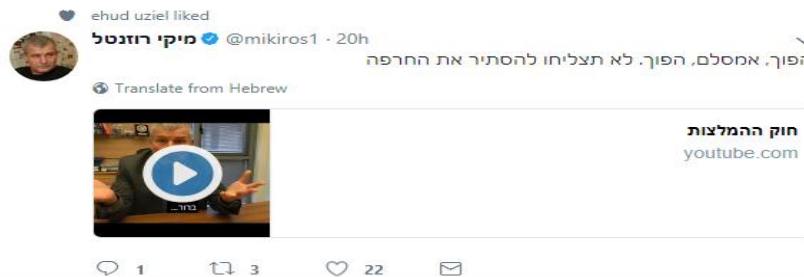 ehud uziel liked
מיקי רוזנטל @mikiros1 · 20h
הפוך, אמסלם, הפוך. לא תצליחו להסתיר את החרפה
Translate from Hebrew
חוק ההמלצות
youtube.com
ברור...
1 3 22